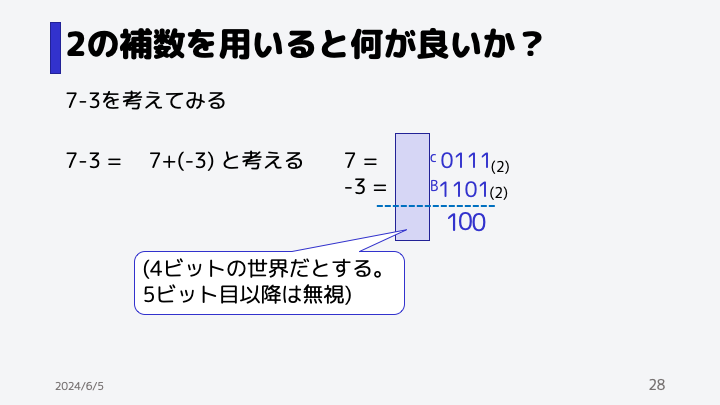 2の補数を用いると何が良いか？
7-3を考えてみる
7-3 = 7+(-3) と考える 7 = c 0111(2)
-3 = B1101(2)
100
(4ビットの世界だとする。
5ビット目以降は無視)
2024/6/5 28